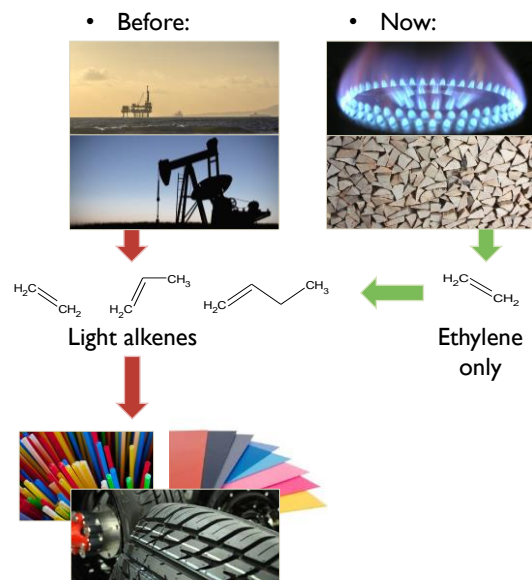 • Before:
• Now:
H₂C
CH₂
CH₃
H₂C
H₂C
CH₃
H₂C
CH₂
Light alkenes
Ethylene
only